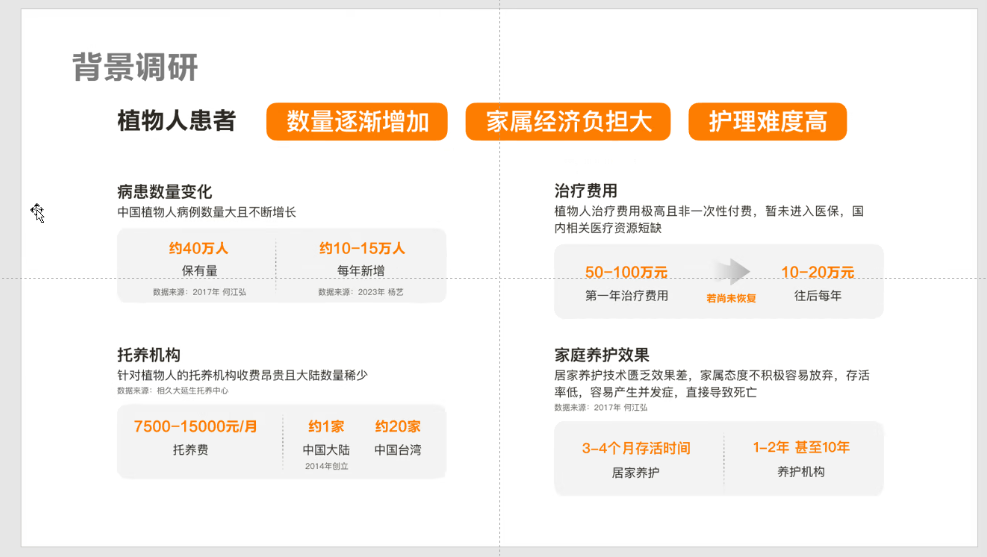 背景调研
植物人患者
数量逐渐增加
家属经济负担大
护理难度高
病患数量变化
中国植物人病例数量大且不断增长
约40万人
保有量
数据来源：2017年 何江弘
约10-15万人
每年新增
数据来源：2023年 杨艺
治疗费用
植物人治疗费用极高且非一次性付费，暂未进入医保，国
内相关医疗资源短缺
50-100万元
第一年治疗费用
若尚未恢复
10-20万元
往后每年
托养机构
针对植物人的托养机构收费昂贵且大陆数量稀少
数据来源：相久大延生托养中心
7500-15000元/月
托养费
约1家
中国大陆
2014年创立
约20家
中国台湾
家庭养护效果
居家养护技术匮乏效果差，家属态度不积极容易放弃，存活
率低，容易产生并发症，直接导致死亡
数据来源：2017年 何江弘
3-4个月存活时间
居家养护
1-2年 甚至10年
养护机构